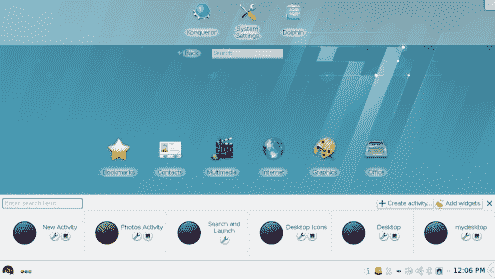 Konqueror
System Settings
Dolphin
Back
Search
Bookmarks
Contacts
Multimedia
Internet
Graphics
Office
Enter search term
Create activity...
Add widgets
New Activity
Photos Activity
Search and Launch
Desktop Icons
Desktop
mydesktop
12:06 PM